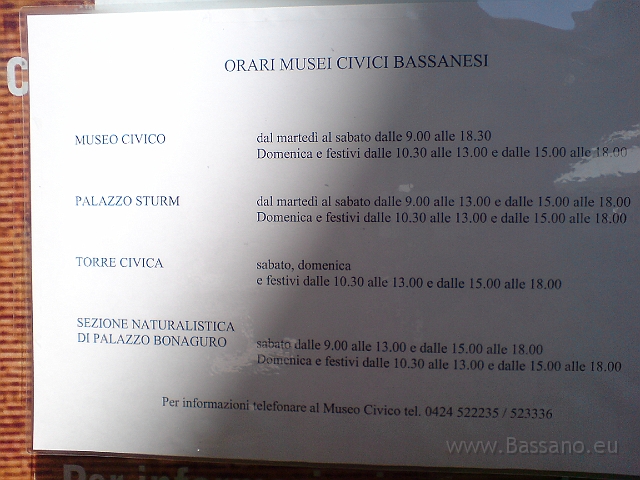 ORARI MUSEI CIVICI BASSANESI
MUSEO CIVICO
dal martedì al sabato dalle 9.00 alle 18.30
Domenica e festivi dalle 10.30 alle 13.00 e dalle 15.00 alle 18.00
PALAZZO STURM
dal martedì al sabato dalle 9.00 alle 13.00 e dalle 15.00 alle 18.00
Domenica e festivi dalle 10.30 alle 13.00 e dalle 15.00 alle 18.00
TORRE CIVICA
sabato, domenica
e festivi dalle 10.30 alle 13.00 e dalle 15.00 alle 18.00
SEZIONE NATURALISTICA
DI PALAZZO BONAGURO
sabato dalle 9.00 alle 13.00 e dalle 15.00 alle 18.00
Domenica e festivi dalle 10.30 alle 13.00 e dalle 15.00 alle 18.00
Per informazioni telefonare al Museo Civico tel. 0424 522235 / 523336
www.Bassano.eu
Per